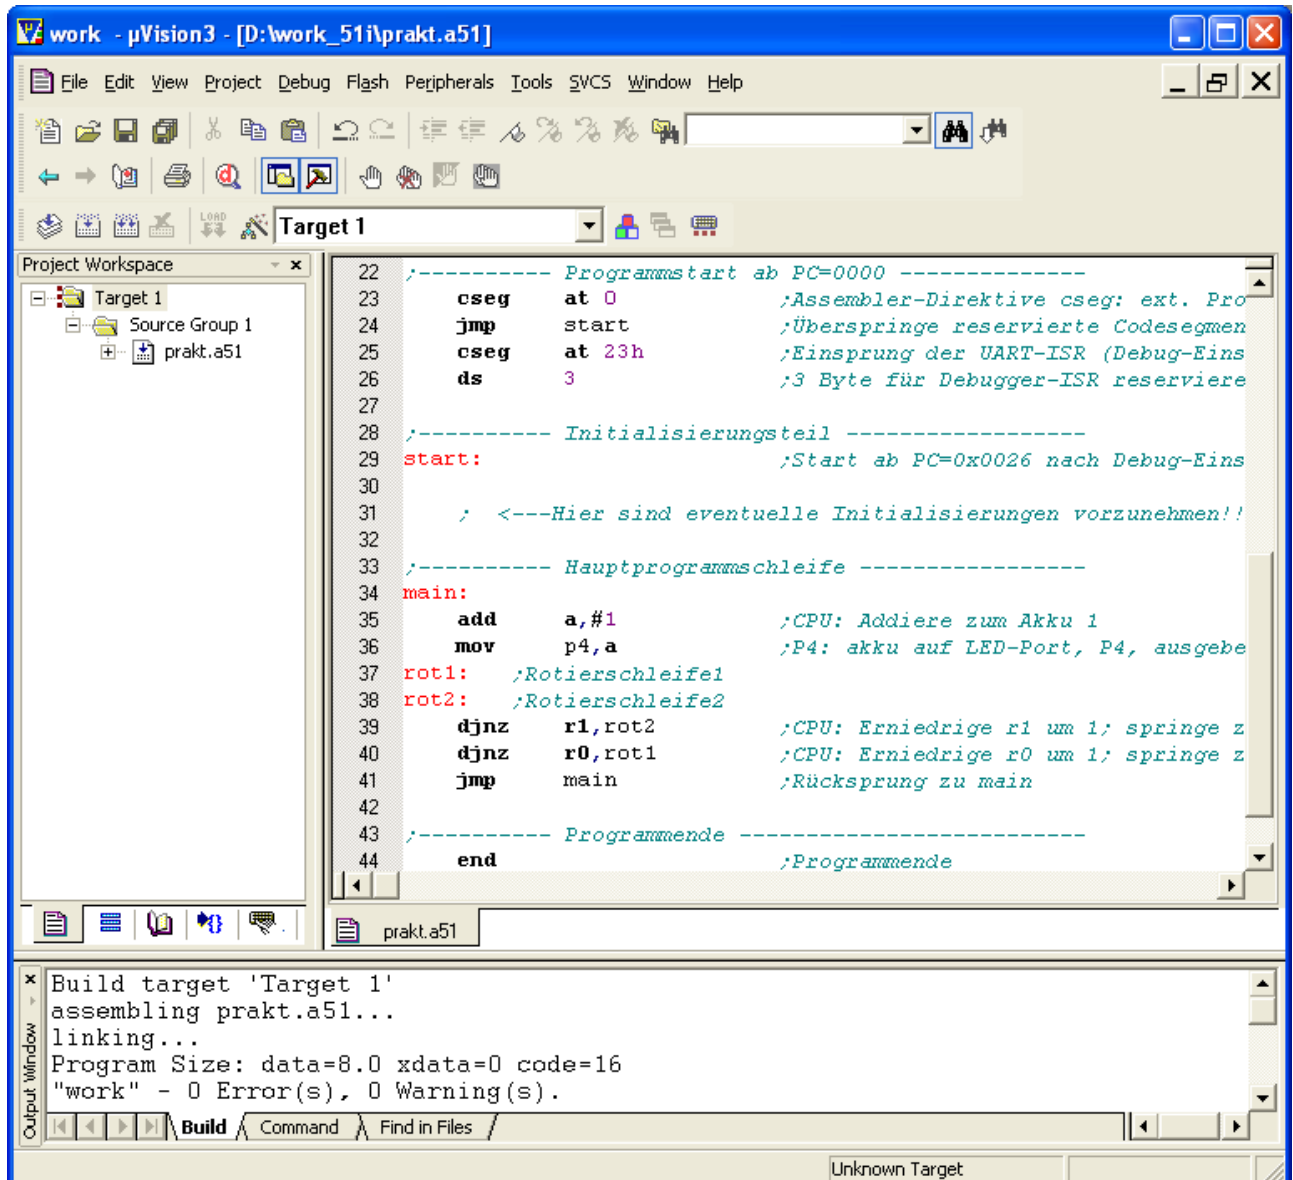 work - µVision3 - [D:\work_51i\prakt.a51]
File Edit View Project Debug Flash Peripherals Tools SVCS Window Help
LOAD
Target 1
Project Workspace
Target 1
Source Group 1
prakt.a51
22 ;---------- Programmstart ab PC=0000 --------------
23 cseg at 0 ;Assembler-Direktive cseg: ext. Pro
24 jmp start ;Überspringe reservierte Codesegmen
25 cseg at 23h ;Einsprung der UART-ISR (Debug-Eins
26 ds 3 ;3 Byte für Debugger-ISR reserviere
27
28 ;---------- Initialisierungsteil ------------------
29 start: ;Start ab PC=0x0026 nach Debug-Eins
30
31 ; <---Hier sind eventuelle Initialisierungen vorzunehmen!!
32
33 ;---------- Hauptprogrammschleife -----------------
34 main:
35 add a,#1 ;CPU: Addiere zum Akku 1
36 mov p4,a ;P4: akku auf LED-Port, P4, ausgebe
37 rot1: ;Rotierschleife1
38 rot2: ;Rotierschleife2
39 djnz r1,rot2 ;CPU: Erniedrige r1 um 1; springe z
40 djnz r0,rot1 ;CPU: Erniedrige r0 um 1; springe z
41 jmp main ;Rücksprung zu main
42
43 ;---------- Programmende --------------------------
44 end ;Programmende
prakt.a51
Output Window
Build target 'Target 1'
assembling prakt.a51...
linking...
Program Size: data=8.0 xdata=0 code=16
"work" - 0 Error(s), 0 Warning(s).
Build Command Find in Files
Unknown Target